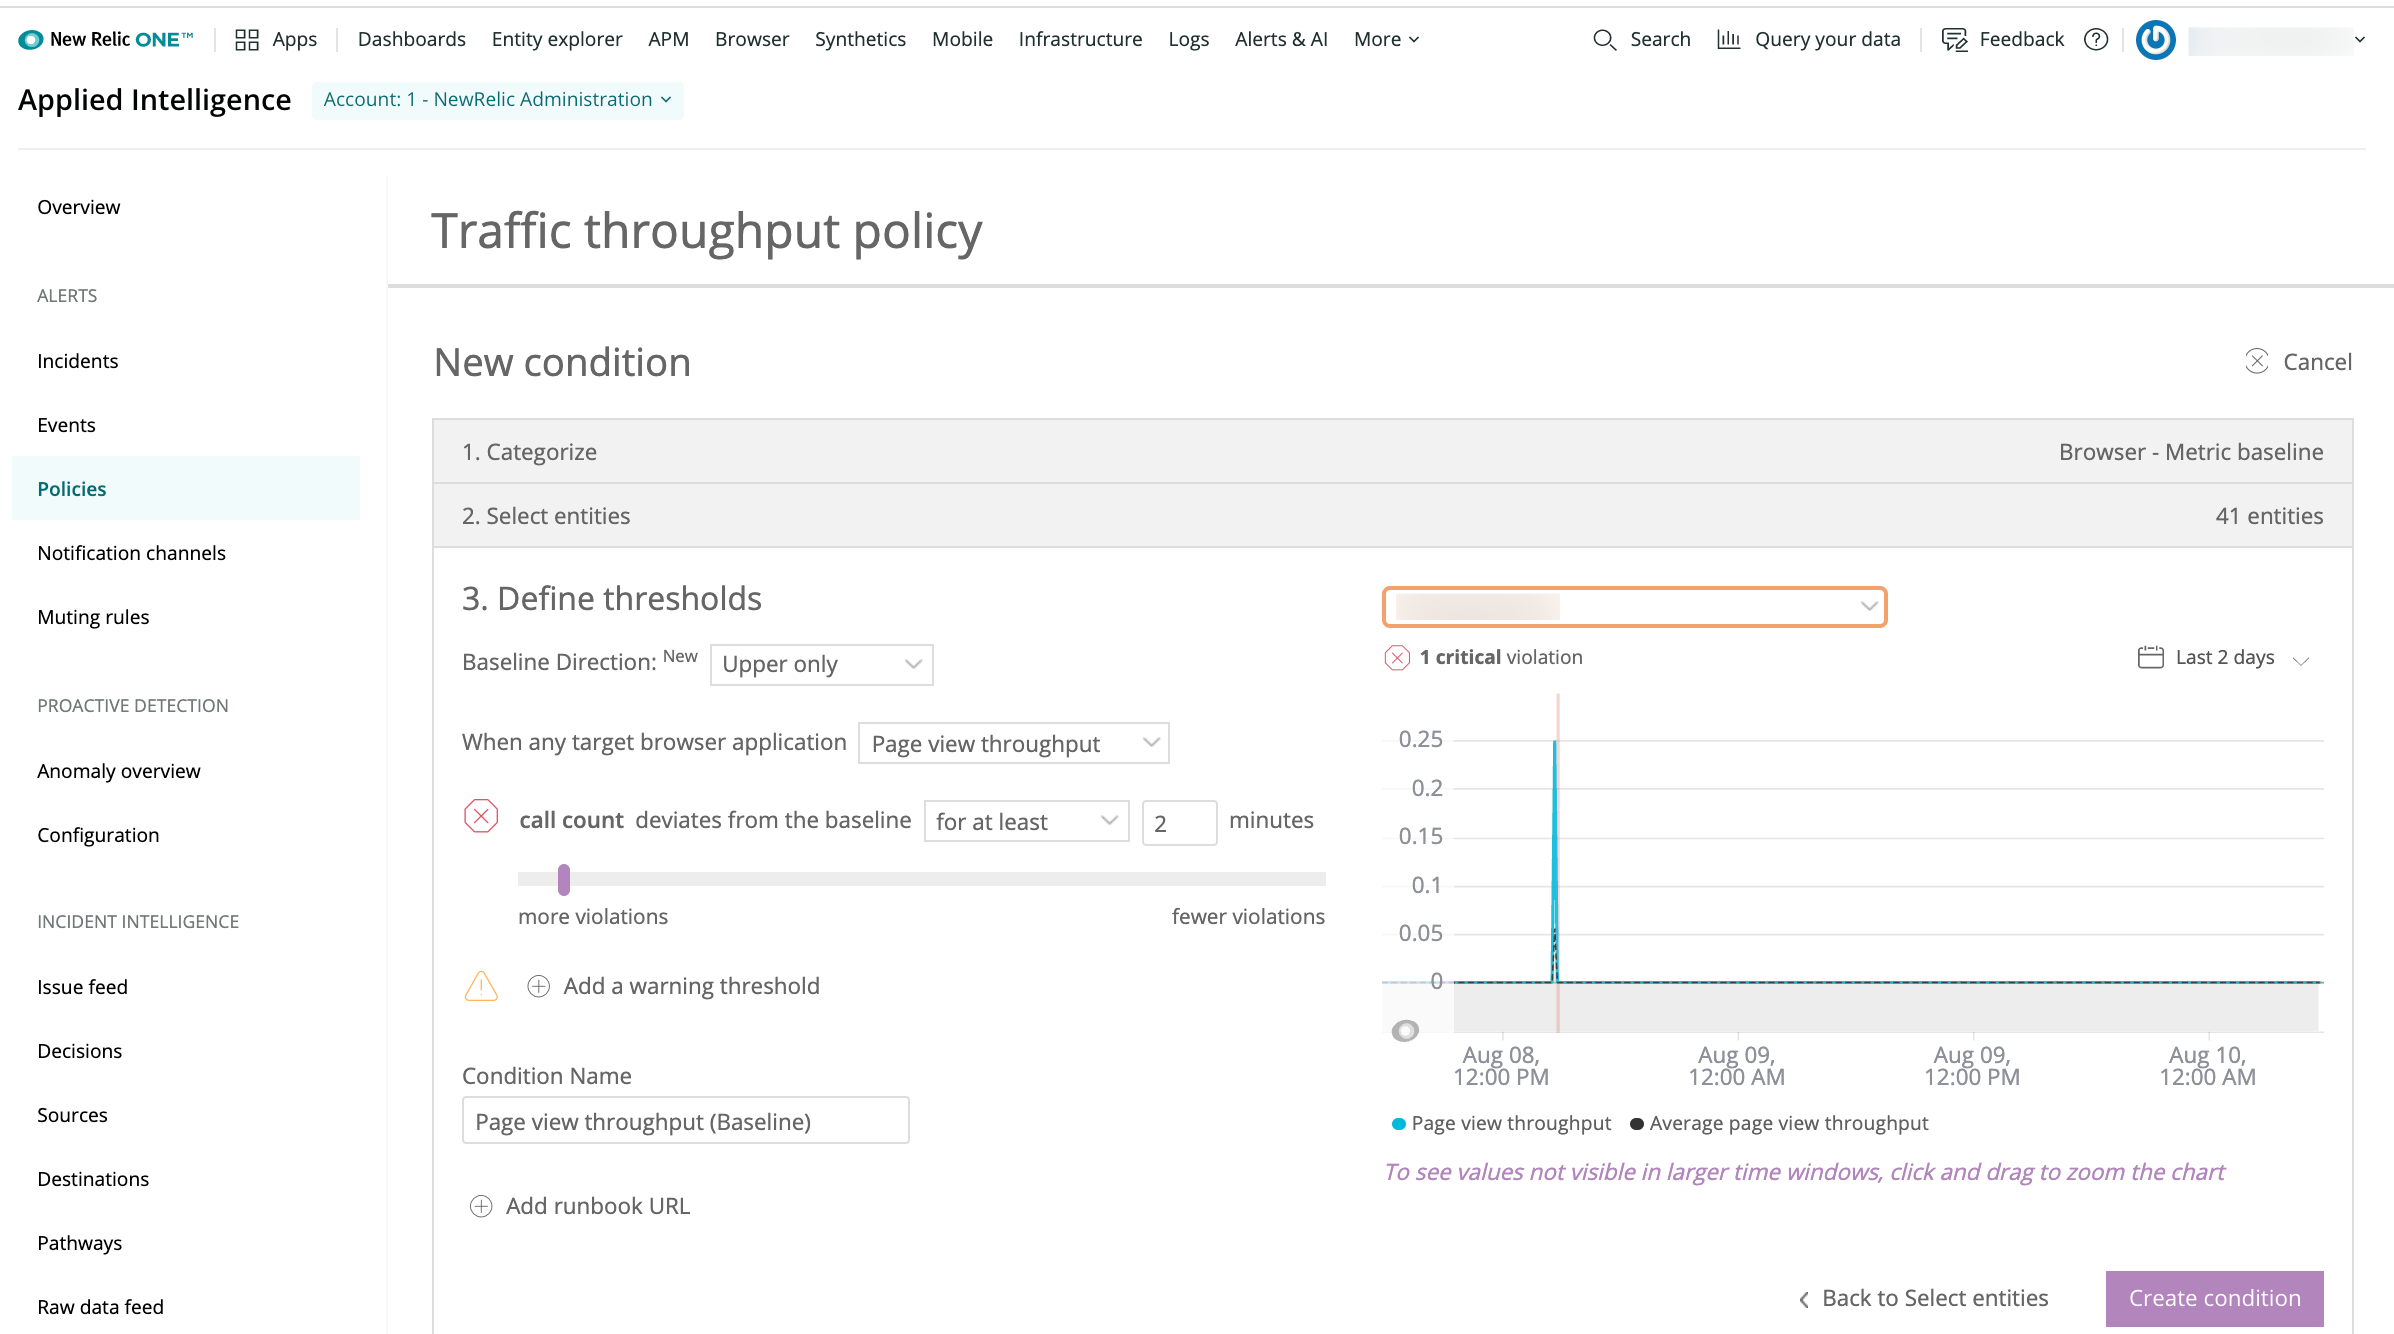 New Relic ONE™ Apps Dashboards Entity explorer APM Browser Synthetics Mobile Infrastructure Logs Alerts & AI More Search Query your data Feedback ?
Applied Intelligence Account: 1 - NewRelic Administration
Overview
ALERTS
Incidents
Events
Policies
Notification channels
Muting rules
PROACTIVE DETECTION
Anomaly overview
Configuration
INCIDENT INTELLIGENCE
Issue feed
Decisions
Sources
Destinations
Pathways
Raw data feed
Traffic throughput policy
New condition
Cancel
1. Categorize Browser - Metric baseline
2. Select entities 41 entities
3. Define thresholds
Baseline Direction: New Upper only
When any target browser application Page view throughput
call count deviates from the baseline for at least 2 minutes
more violations fewer violations
Add a warning threshold
Condition Name
Page view throughput (Baseline)
Add runbook URL
1 critical violation Last 2 days
0.25
0.2
0.15
0.1
0.05
0
Aug 08, Aug 09, Aug 09, Aug 10,
12:00 PM 12:00 AM 12:00 PM 12:00 AM
Page view throughput Average page view throughput
To see values not visible in larger time windows, click and drag to zoom the chart
Back to Select entities Create condition